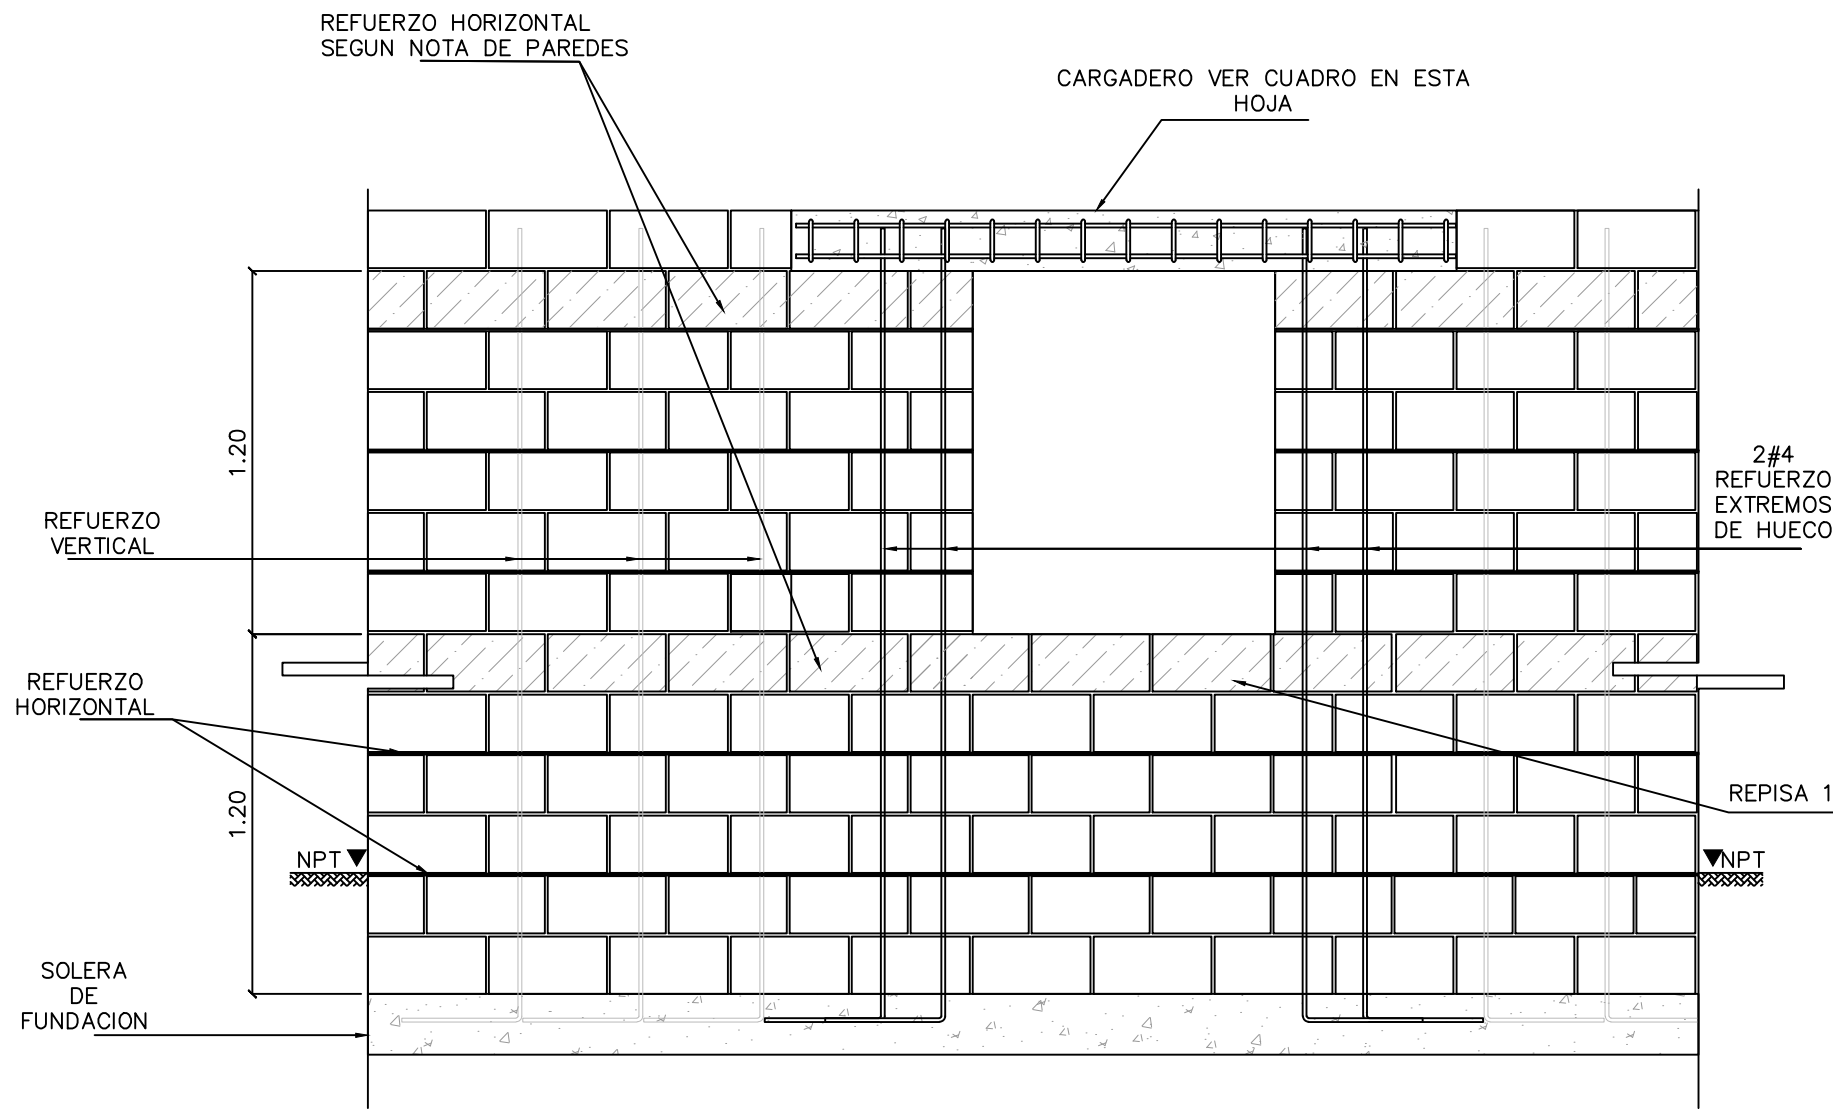 REFUERZO HORIZONTAL
SEGUN NOTA DE PAREDES
CARGADERO VER CUADRO EN ESTA
HOJA
1.20
2#4
REFUERZO
EXTREMOS
DE HUECO
REFUERZO
VERTICAL
REFUERZO
HORIZONTAL
1.20
REPISA 1
NPT
NPT
SOLERA
DE
FUNDACION